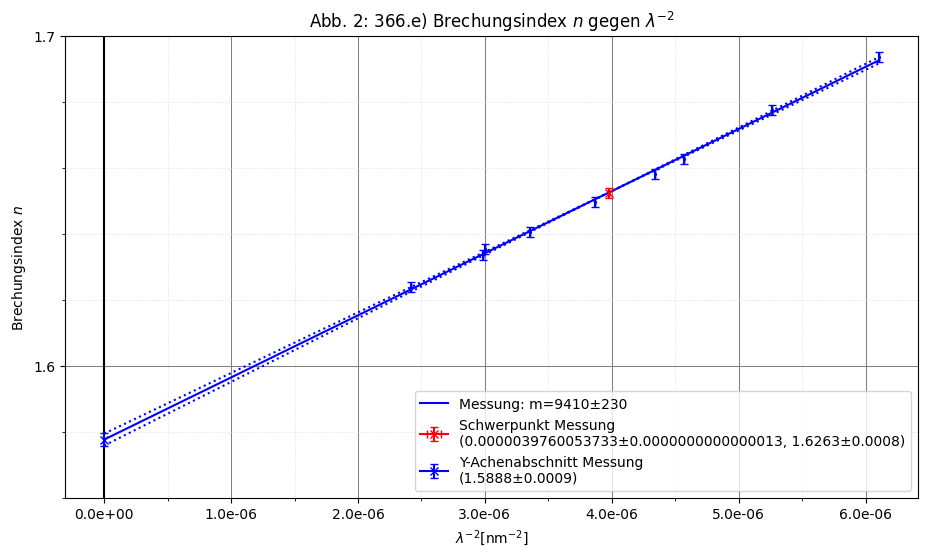 Abb. 2: 366.e) Brechungsindex n gegen λ⁻²
1.7
1.6
Brechungsindex n
0.0e+00 1.0e-06 2.0e-06 3.0e-06 4.0e-06 5.0e-06 6.0e-06
λ⁻²[nm⁻²]
Messung: m=9410±230
Schwerpunkt Messung
(0.0000039760053733±0.0000000000000013, 1.6263±0.0008)
Y-Achenabschnitt Messung
(1.5888±0.0009)